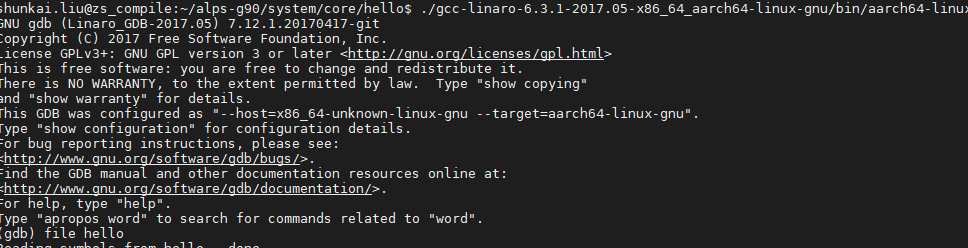 shunkai.liu@zs_compile:~/alps-g90/system/core/hello$ ./gcc-linaro-6.3.1-2017.05-x86_64_aarch64-linux-gnu/bin/aarch64-linux
GNU gdb (Linaro_GDB-2017.05) 7.12.1.20170417-git
Copyright (C) 2017 Free Software Foundation, Inc.
License GPLv3+: GNU GPL version 3 or later <http://gnu.org/licenses/gpl.html>
This is free software: you are free to change and redistribute it.
There is NO WARRANTY, to the extent permitted by law.  Type "show copying"
and "show warranty" for details.
This GDB was configured as "--host=x86_64-unknown-linux-gnu --target=aarch64-linux-gnu".
Type "show configuration" for configuration details.
For bug reporting instructions, please see:
<http://www.gnu.org/software/gdb/bugs/>.
Find the GDB manual and other documentation resources online at:
<http://www.gnu.org/software/gdb/documentation/>.
For help, type "help".
Type "apropos word" to search for commands related to "word".
(gdb) file hello
Reading symbols from hello...done.